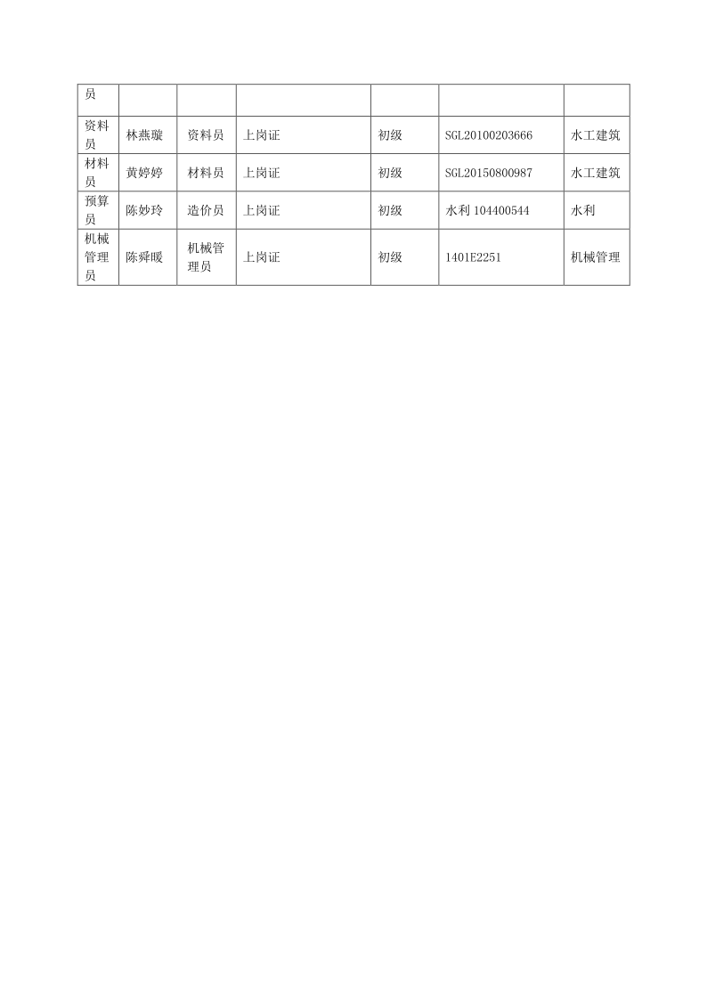 员
资料员 林燕璇 资料员 上岗证 初级 SGL20100203666 水工建筑
材料员 黄婷婷 材料员 上岗证 初级 SGL20150800987 水工建筑
预算员 陈妙玲 造价员 上岗证 初级 水利 104400544 水利
机械管理员 陈舜暖 机械管理员 上岗证 初级 1401E2251 机械管理